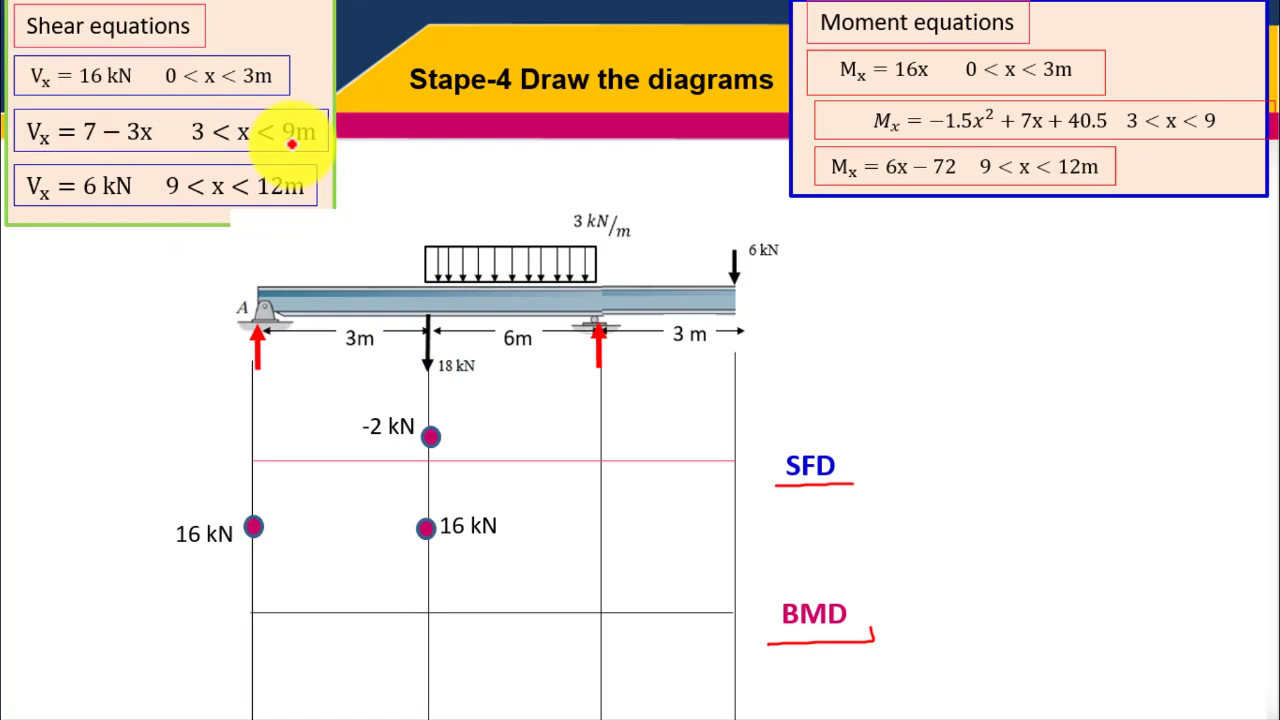 Shear equations
Vₓ = 16 kN 0 < x < 3m
Vₓ = 7 − 3x 3 < x < 9m
Vₓ = 6 kN 9 < x < 12m
Stape-4 Draw the diagrams
Moment equations
Mₓ = 16x 0 < x < 3m
Mₓ = −1.5x² + 7x + 40.5 3 < x < 9
Mₓ = 6x − 72 9 < x < 12m
3 kN/m
6 kN
A
3m
6m
3 m
18 kN
-2 kN
SFD
16 kN
16 kN
BMD